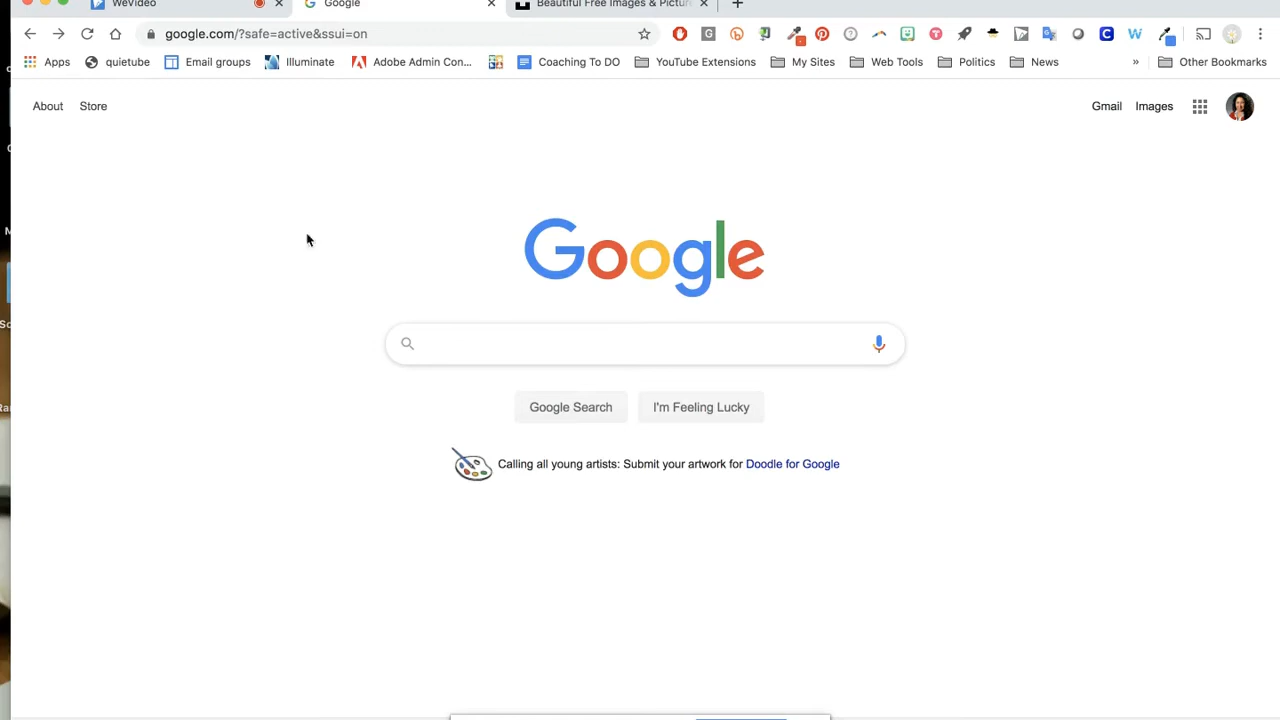 WeVideo
Google
Beautiful Free Images & Pictur
google.com/?safe=active&ssui=on
Apps
quietube
Email groups
Illuminate
Adobe Admin Con...
Coaching To DO
YouTube Extensions
My Sites
Web Tools
Politics
News
»
Other Bookmarks
About
Store
Gmail
Images
Google
Google Search
I'm Feeling Lucky
Calling all young artists: Submit your artwork for Doodle for Google